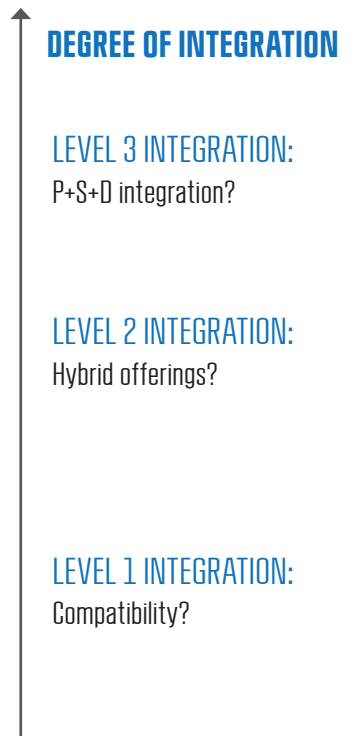 DEGREE OF INTEGRATION
LEVEL 3 INTEGRATION:
P+S+D integration?
LEVEL 2 INTEGRATION:
Hybrid offerings?
LEVEL 1 INTEGRATION:
Compatibility?